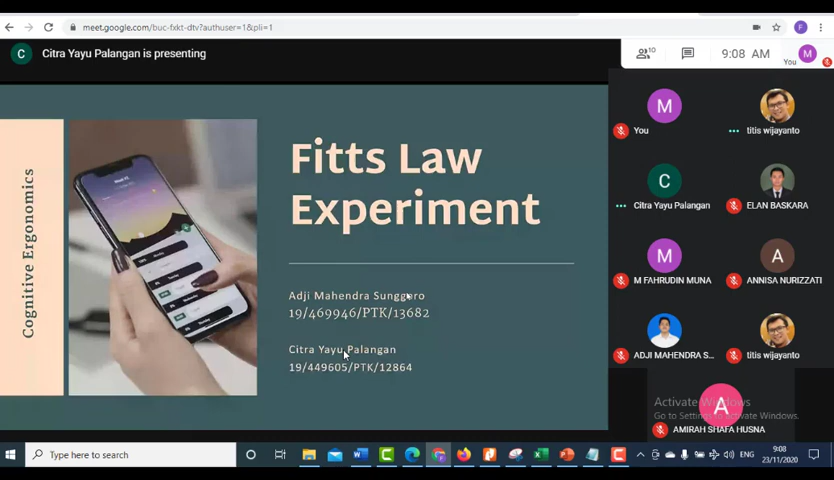 meet.google.com/buc-fxkt-dtv?authuser=1&pli=1
F
C
Citra Yayu Palangan is presenting
10
9:08 AM
You
M
Cognitive Ergonomics
Fitts Law
Experiment
Adji Mahendra Sunggero
19/469946/PTK/13682
Citra Yayu Palangan
19/449605/PTK/12864
M
You
titis wijayanto
C
Citra Yayu Palangan
ELAN BASKARA
M
M FAHRUDIN MUNA
A
ANNISA NURIZZATI
ADJI MAHENDRA S...
titis wijayanto
A
AMIRAH SHAFA HUSNA
Activate Windows
Go to Settings to activate Windows.
Type here to search
ENG
9:08
23/11/2020